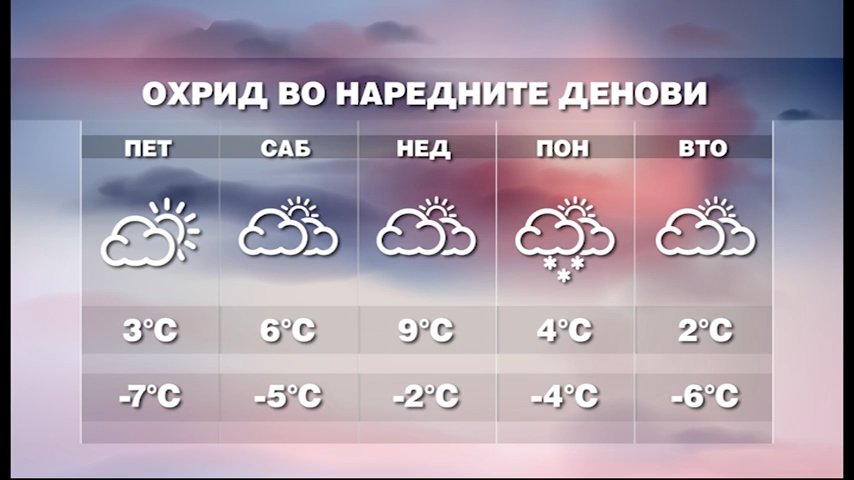 ОХРИД ВО НАРЕДНИТЕ ДЕНОВИ
ПЕТ САБ НЕД ПОН ВТО
3°C 6°C 9°C 4°C 2°C
-7°C -5°C -2°C -4°C -6°C